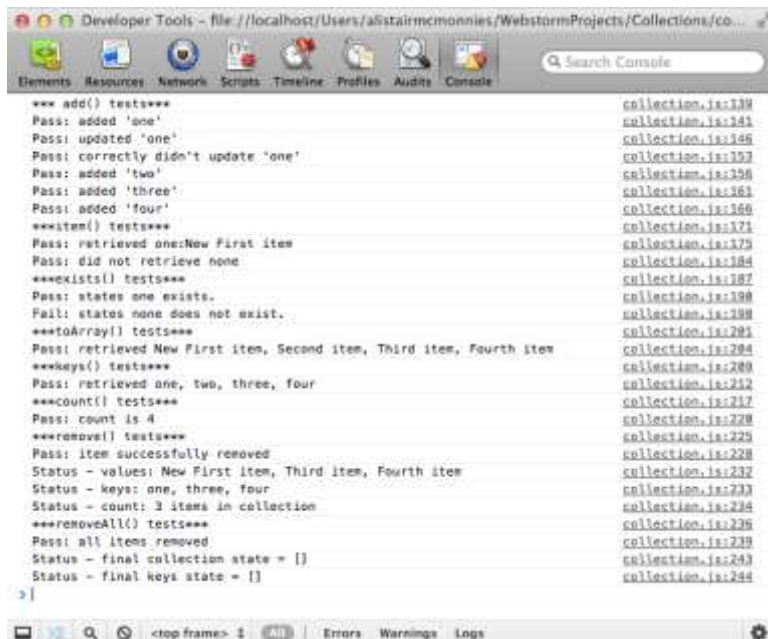 Developer Tools - file://localhost/Users/alistairmcmonnies/WebstormProjects/Collections/co...
Elements Resources Network Scripts Timeline Profiles Audits Console
Search Console
*** add() tests*** collection.js:139
Pass: added 'one' collection.js:141
Pass: updated 'one' collection.js:146
Pass: correctly didn't update 'one' collection.js:153
Pass: added 'two' collection.js:156
Pass: added 'three' collection.js:161
Pass: added 'four' collection.js:166
***item() tests*** collection.js:171
Pass: retrieved one:New First item collection.js:175
Pass: did not retrieve none collection.js:184
***exists() tests*** collection.js:187
Pass: states one exists. collection.js:190
Fail: states none does not exist. collection.js:198
***toArray() tests*** collection.js:201
Pass: retrieved New First item, Second item, Third item, Fourth item collection.js:204
***keys() tests*** collection.js:209
Pass: retrieved one, two, three, four collection.js:212
***count() tests*** collection.js:217
Pass: count is 4 collection.js:220
***remove() tests*** collection.js:225
Pass: item successfully removed collection.js:228
Status - values: New First item, Third item, Fourth item collection.js:232
Status - keys: one, three, four collection.js:233
Status - count: 3 items in collection collection.js:234
***removeAll() tests*** collection.js:236
Pass: all items removed collection.js:239
Status - final collection state = [] collection.js:243
Status - final keys state = [] collection.js:244
>
<top frame> All Errors Warnings Logs